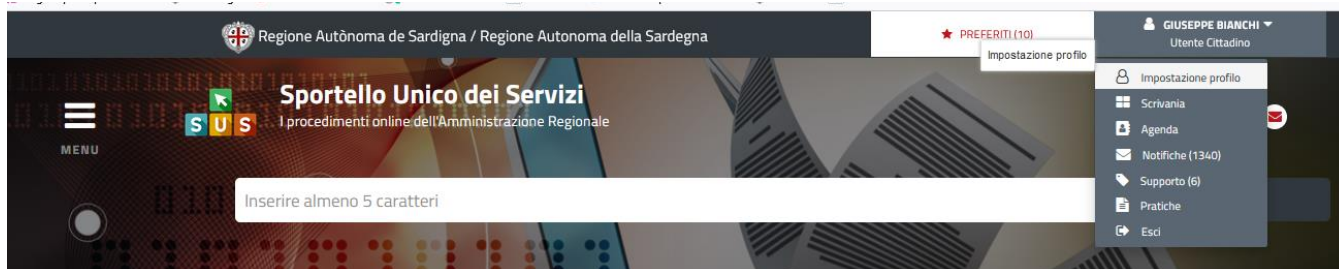 Regione Autònoma de Sardigna / Regione Autonoma della Sardegna
★ PREFERITI (10)
GIUSEPPE BIANCHI
Utente Cittadino
Impostazione profilo
Impostazione profilo
Scrivania
Agenda
Notifiche (1340)
Supporto (6)
Pratiche
Esci
MENU
SUS
Sportello Unico dei Servizi
I procedimenti online dell'Amministrazione Regionale
Inserire almeno 5 caratteri